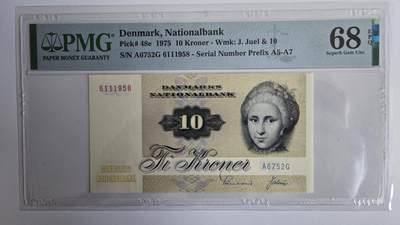 PMG
PAPER MONEY GUARANTY
Denmark, Nationalbank
Pick# 48e 1975 10 Kroner - Wmk: J. Juel & 10
S/N A6752G 6111958 - Serial Number Prefix A5-A7
68 EPQ
Superb Gem Unc
6111958
DANMARKS
NATIONALBANK
10
Ti Kroner
A6752G